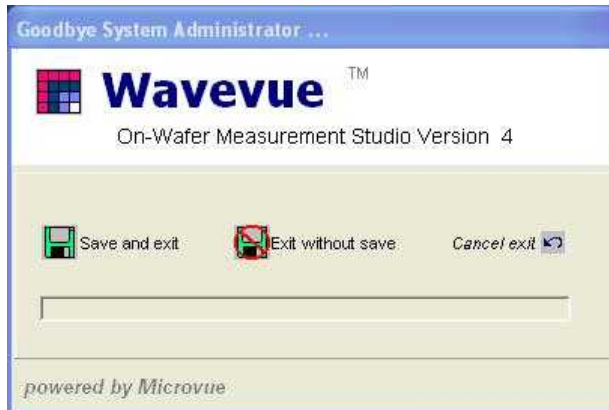 Goodbye System Administrator ...
Wavevue TM
On-Wafer Measurement Studio Version 4
Save and exit Exit without save Cancel exit
powered by Microvue